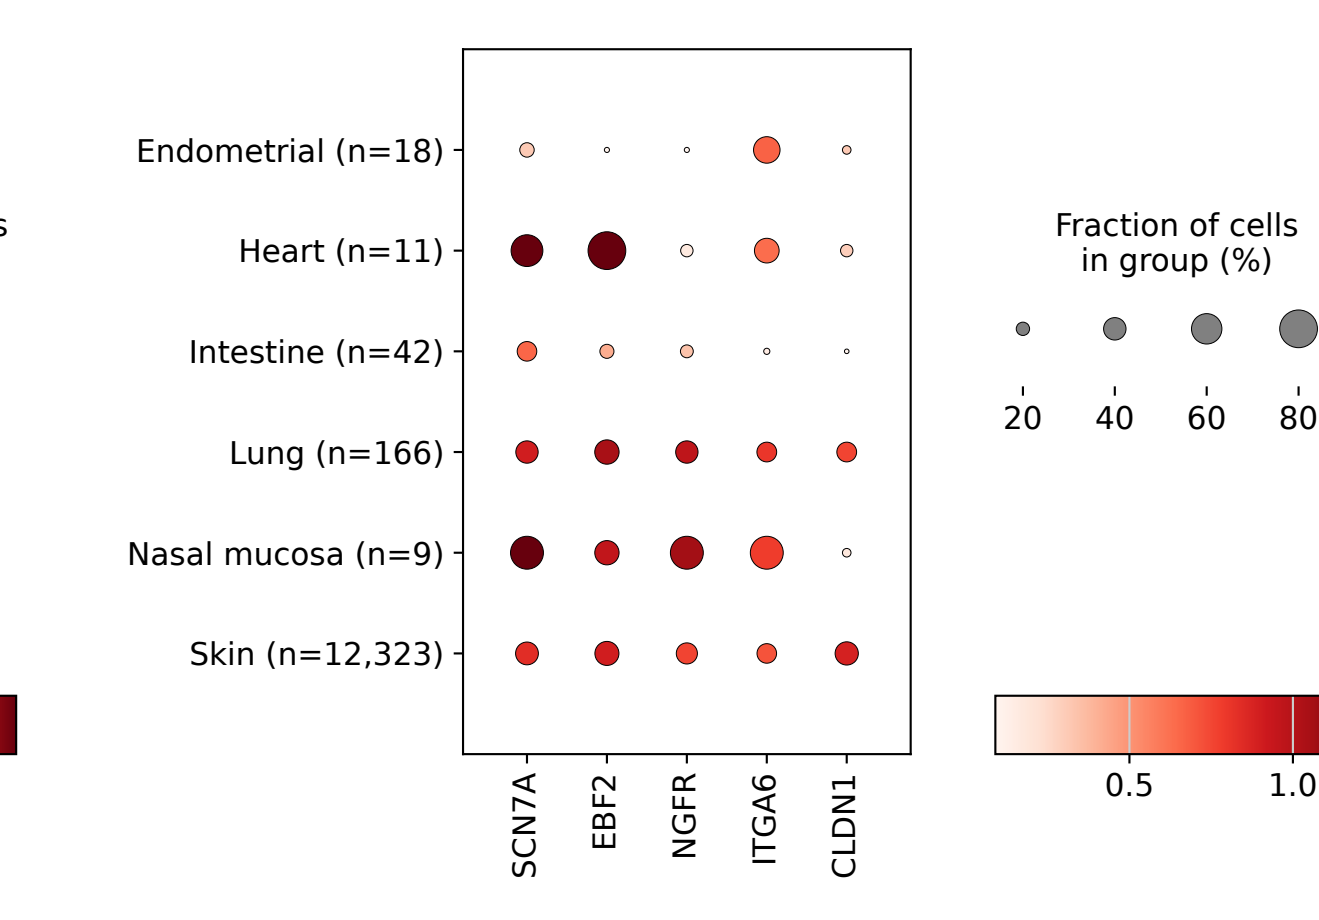 s
Endometrial (n=18)
Heart (n=11)
Intestine (n=42)
Lung (n=166)
Nasal mucosa (n=9)
Skin (n=12,323)
SCN7A
EBF2
NGFR
ITGA6
CLDN1
Fraction of cells
in group (%)
20 40 60 80
0.5 1.0